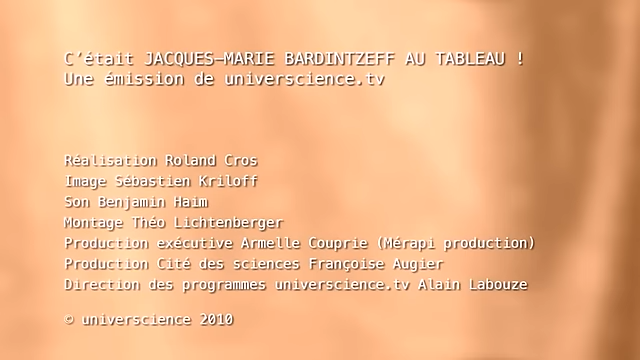 C’était JACQUES–MARIE BARDINTZEFF AU TABLEAU !
Une émission de universcience.tv
Réalisation Roland Cros
Image Sébastien Kriloff
Son Benjamin Haim
Montage Théo Lichtenberger
Production exécutive Armelle Couprie (Mérapi production)
Production Cité des sciences Françoise Augier
Direction des programmes universcience.tv Alain Labouze
© universcience 2010